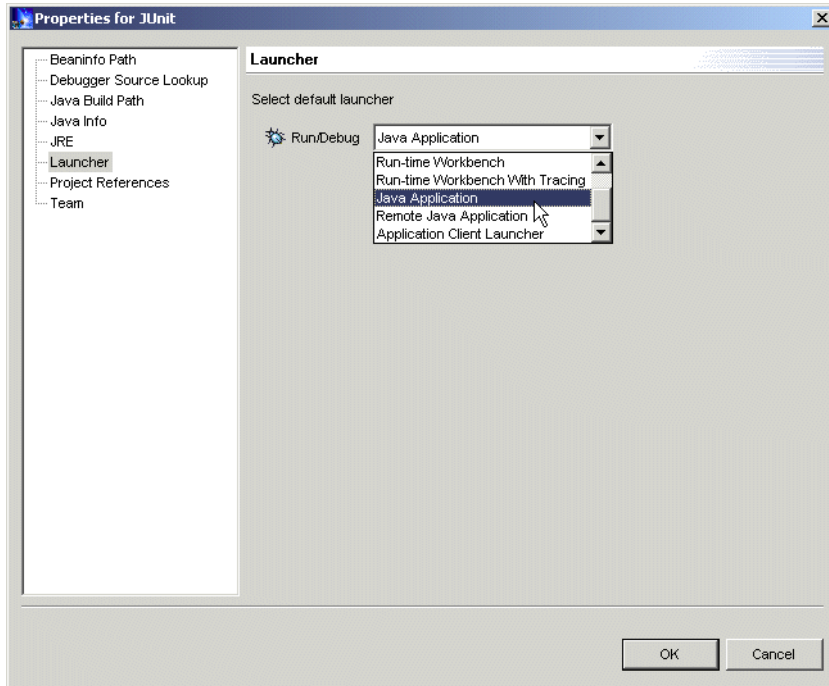 Properties for JUnit
Beaninfo Path
Debugger Source Lookup
Java Build Path
Java Info
JRE
Launcher
Project References
Team
Launcher
Select default launcher
Run/Debug
Java Application
Run-time Workbench
Run-time Workbench With Tracing
Java Application
Remote Java Application
Application Client Launcher
OK
Cancel